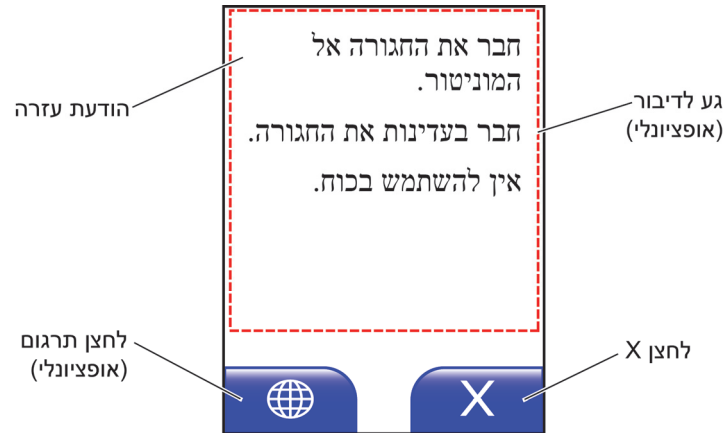 חבר את החגורה אל
המוניטור.
חבר בעדינות את החגורה.
אין להשתמש בכוח.
הודעת עזרה
גע לדיבור
(אופציונלי)
לחצן תרגום
(אופציונלי)
לחצן X
X